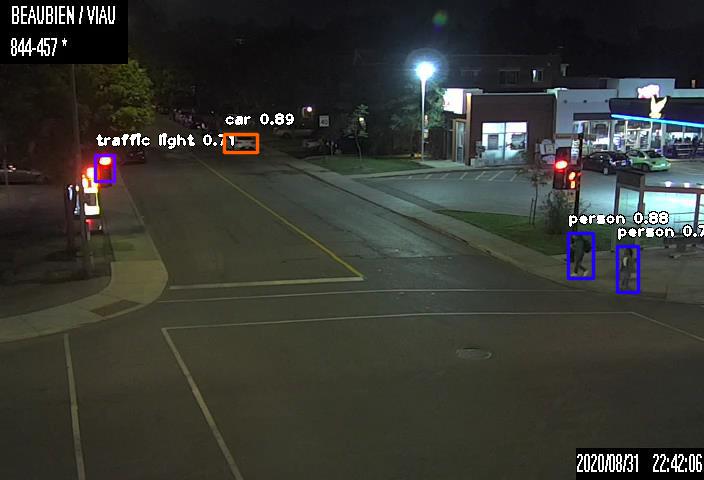 BEAUBIEN / VIAU
844-457 *
car 0.89
traffic light 0.71
person 0.88
person 0.7
2020/08/31 22:42:06